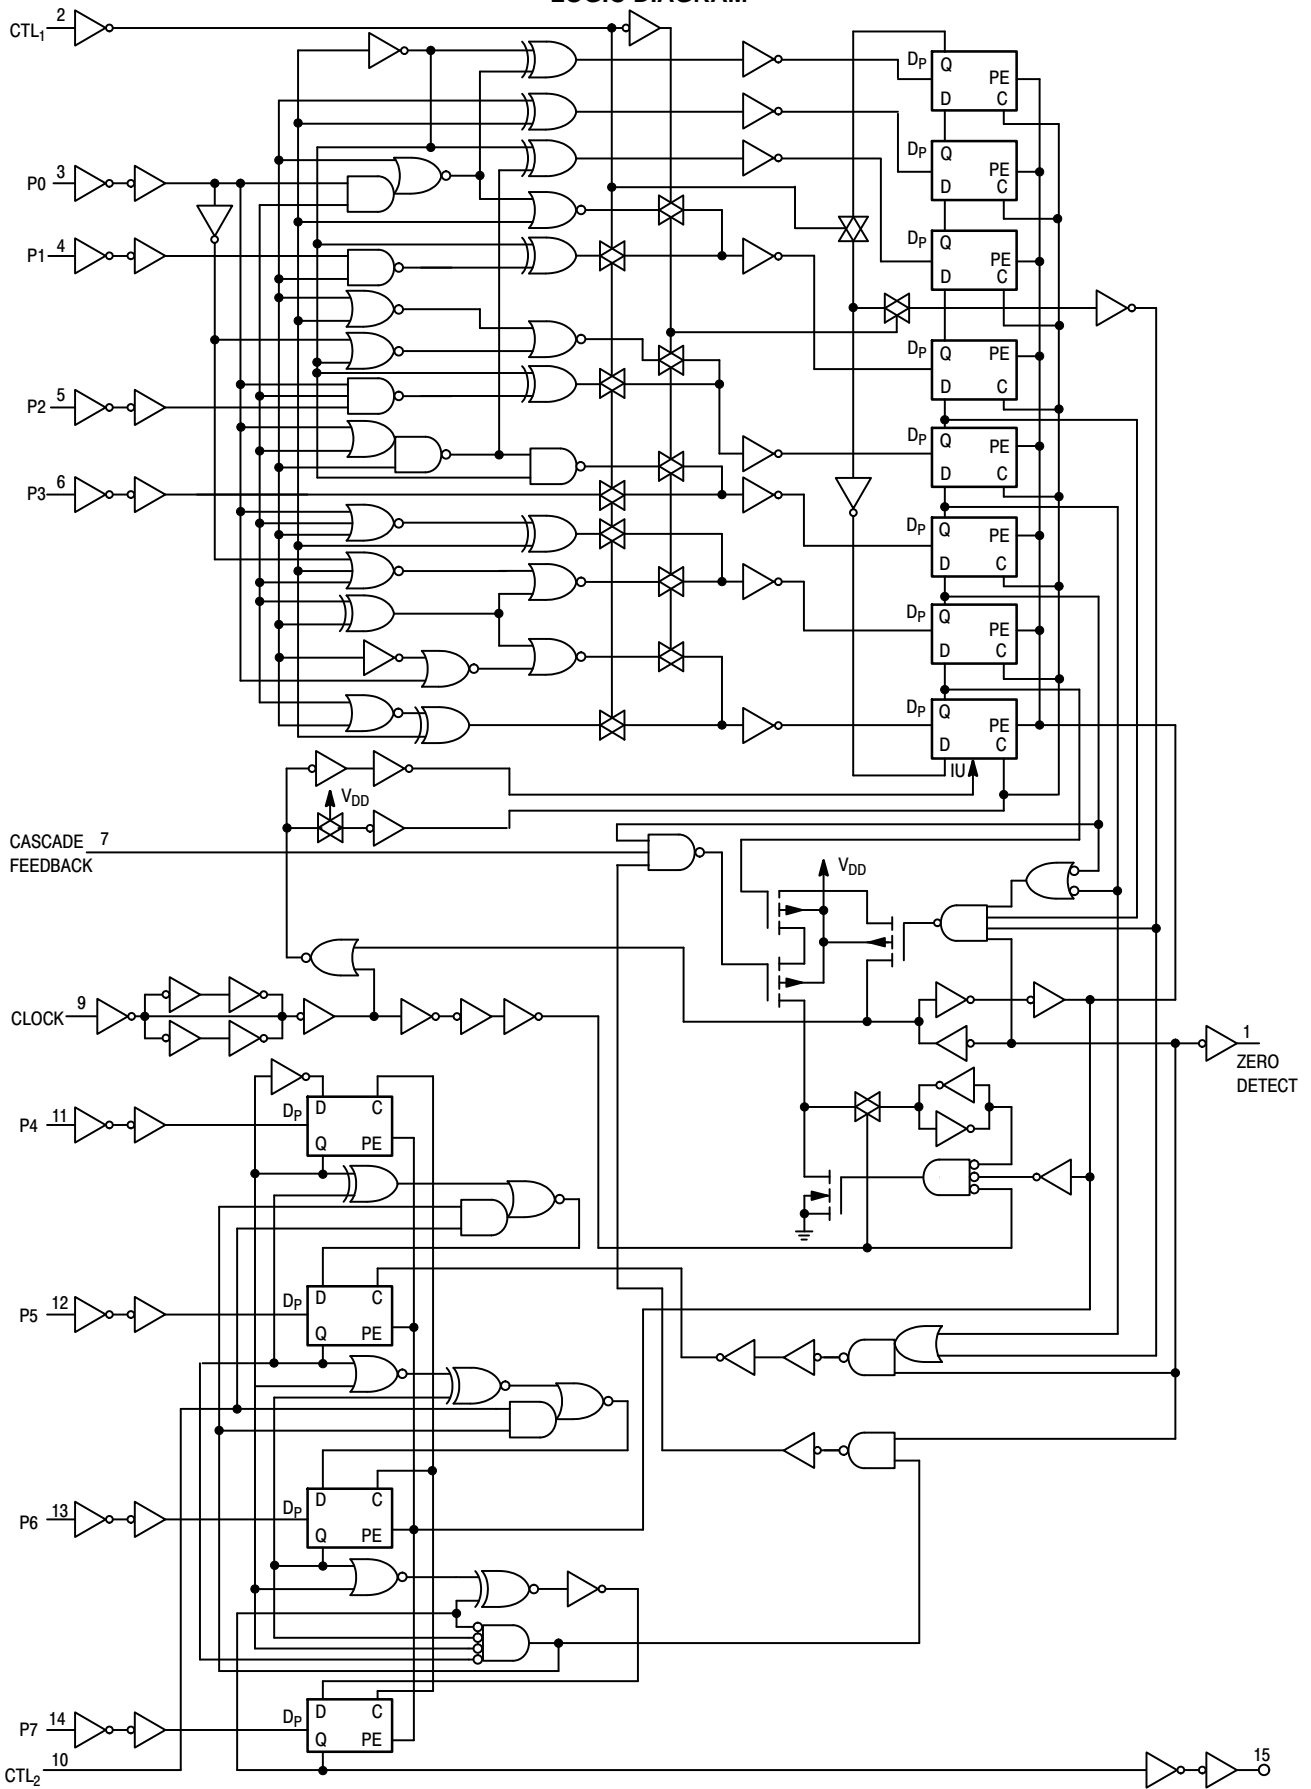 LOGIC DIAGRAM
CTL1 2
P0 3
P1 4
P2 5
P3 6
DP Q PE D C
DP Q PE D C
DP Q PE D C
DP Q PE D C
DP Q PE D C
DP Q PE D C
DP Q PE D C
DP Q PE D C
IU
VDD
CASCADE FEEDBACK 7
VDD
CLOCK 9
1
ZERO
DETECT
P4 11
DP D C Q PE
P5 12
DP D C Q PE
P6 13
DP D C Q PE
P7 14
DP D C Q PE
CTL2 10
15